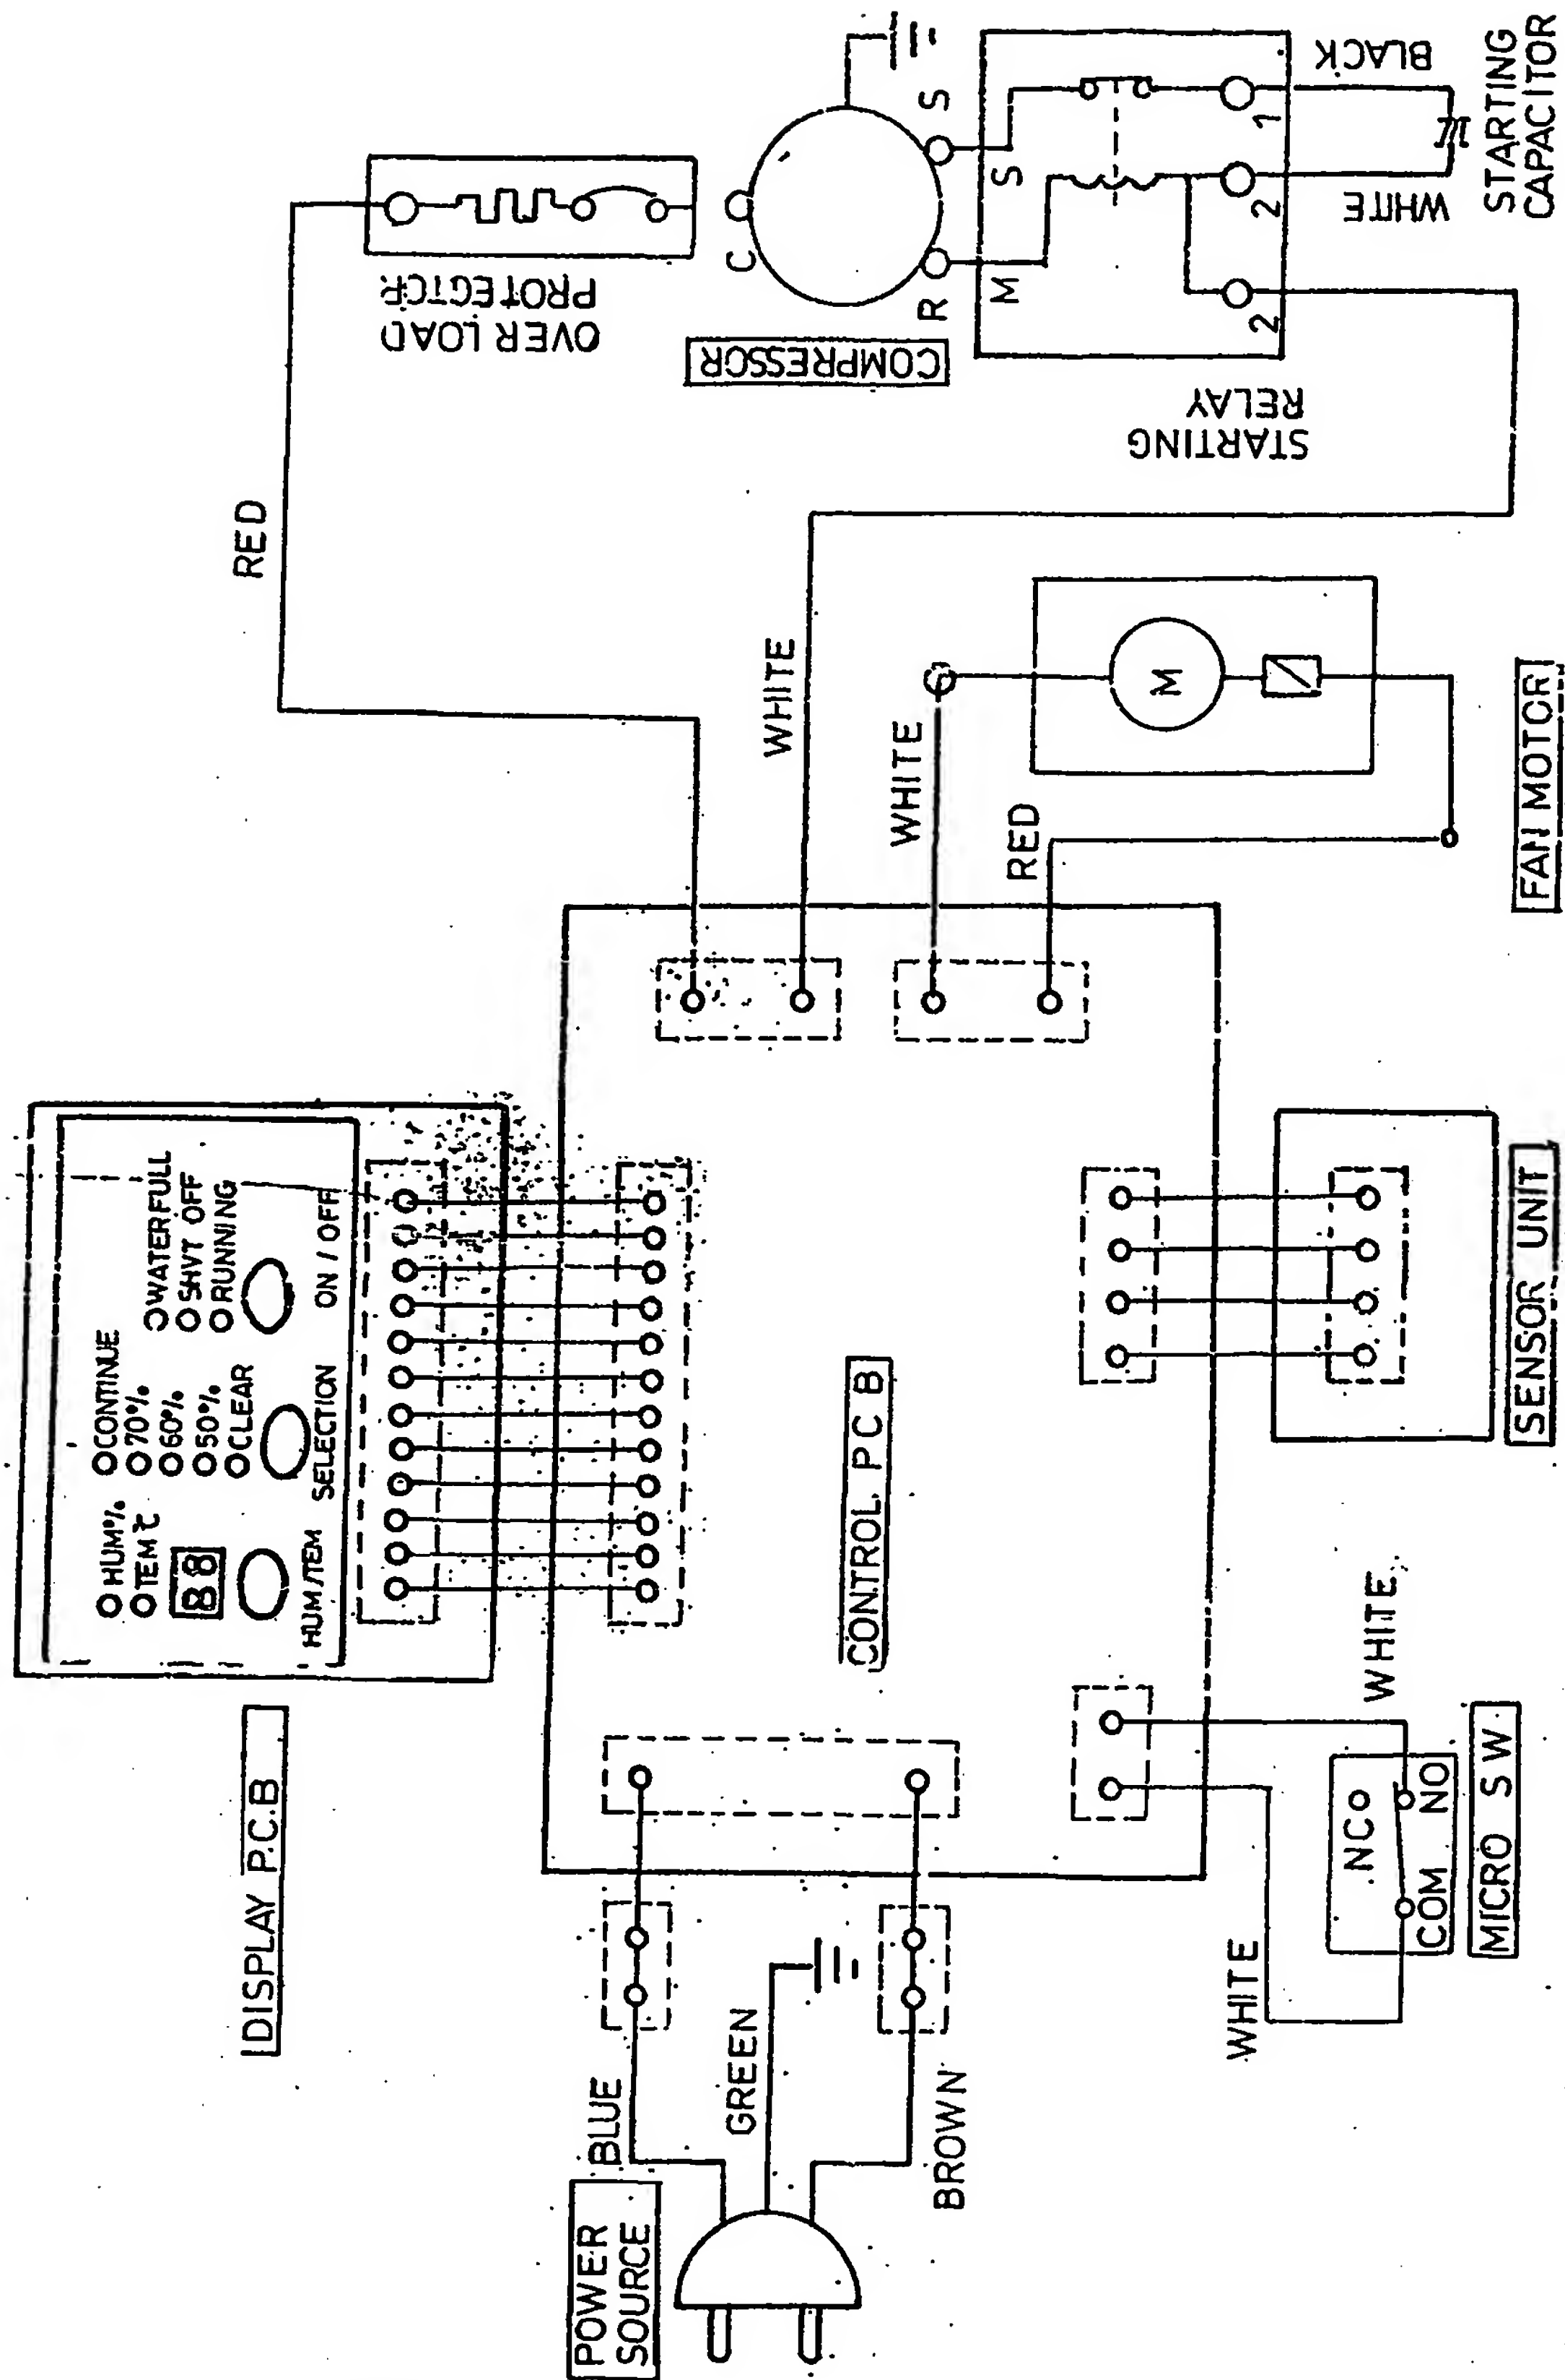 DISPLAY P.C.B
HUM%
TEM℃
88
HUM/TEM
CONTINUE
70%
60%
50%
CLEAR
SELECTION
WATERFULL
SHVT OFF
RUNNING
ON / OFF
POWER
SOURCE
BLUE
GREEN
BROWN
CONTROL P C B
RED
WHITE
WHITE
RED
OVER LOAD
PROTECTOR
COMPRESSOR
C
R
S
M
S
STARTING
RELAY
2
2
1
WHITE
BLACK
STARTING
CAPACITOR
M
FAN MOTOR
SENSOR UNIT
WHITE
WHITE
NC
COM NO
MICRO SW